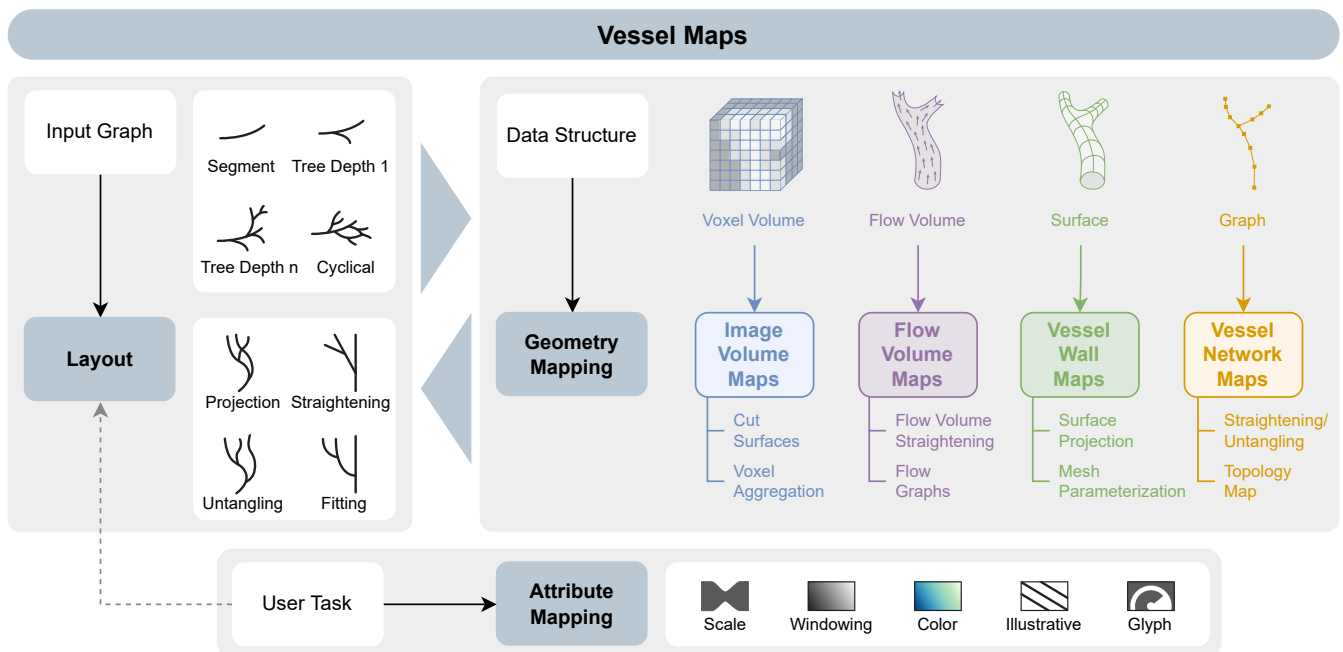 Vessel Maps
Input Graph
Segment
Tree Depth 1
Tree Depth n
Cyclical
Layout
Projection
Straightening
Untangling
Fitting
Data Structure
Geometry
Mapping
Voxel Volume
Flow Volume
Surface
Graph
Image
Volume
Maps
Cut
Surfaces
Voxel
Aggregation
Flow
Volume
Maps
Flow Volume
Straightening
Flow
Graphs
Vessel
Wall
Maps
Surface
Projection
Mesh
Parameterization
Vessel
Network
Maps
Straightening/
Untangling
Topology
Map
User Task
Attribute
Mapping
Scale
Windowing
Color
Illustrative
Glyph